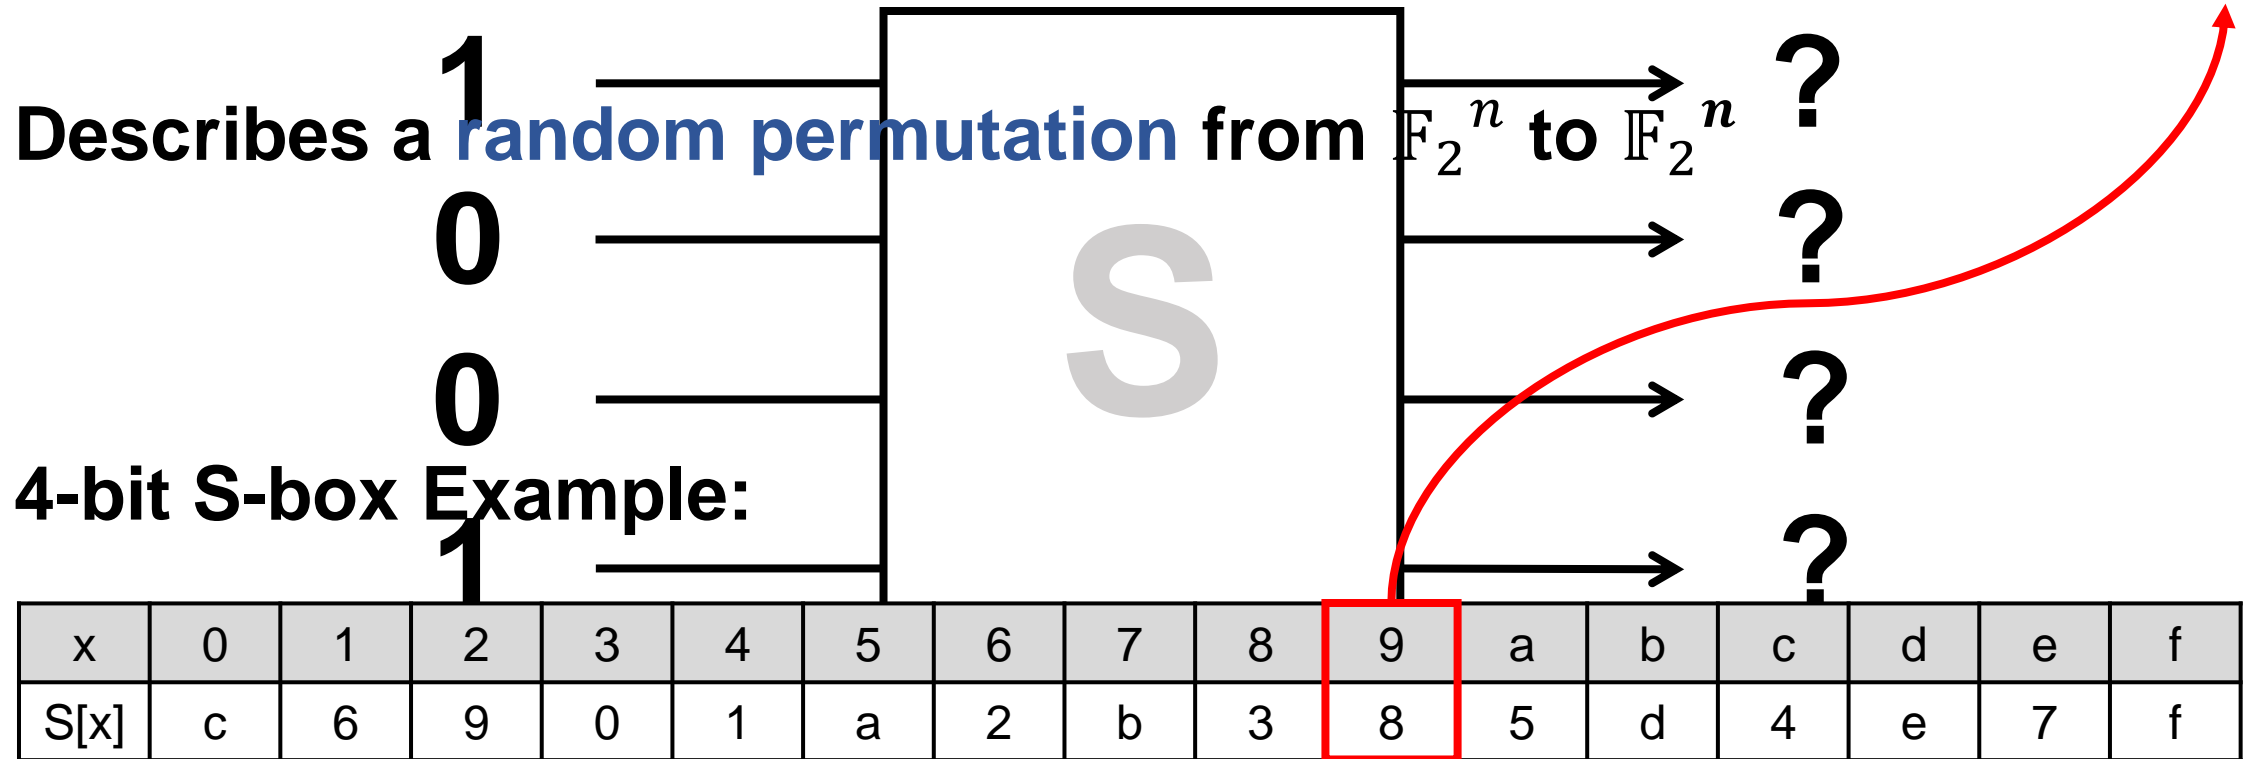 1 ?
Describes a random permutation from 𝔽₂ⁿ to 𝔽₂ⁿ
0 ?
S
0 ?
4-bit S-box Example:
1 ?
x 0 1 2 3 4 5 6 7 8 9 a b c d e f
S[x] c 6 9 0 1 a 2 b 3 8 5 d 4 e 7 f